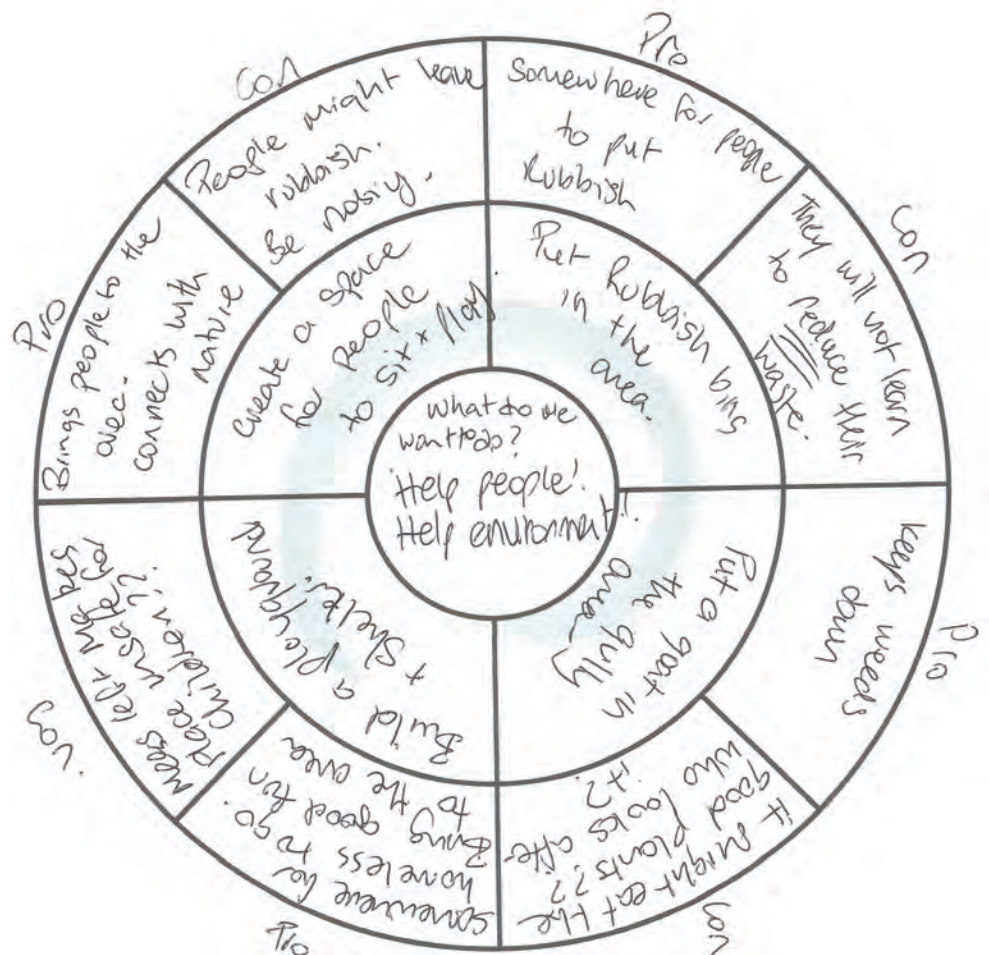 What do we
want to do?
Help people!
Help environment!
Create a space
for people
to sit + play.
Con
People might leave
rubbish.
Be noisy.
Pro
Brings people to the
area.
connects with
nature
Put Rubbish bins
in the
area.
Pro
Somewhere for people
to put
Rubbish
Con
They will not learn
to reduce their
waste.
Put a goat in
the gully
area
Pro
keeps weeds
down
Con
it might eat the
good plants??
who looks after
it?
Build a playground
+ shelter.
Pro
Somewhere for
homeless to go.
Bring good fun
to the area
Con.
Mess left
place unsafe for
children??